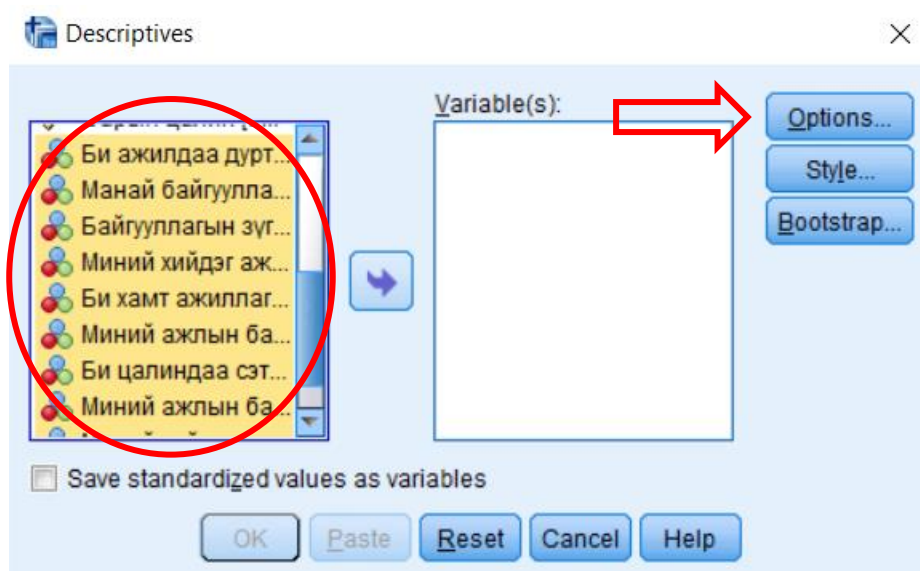 Descriptives
Variable(s):
Би ажилдаа дурт...
Манай байгуулла...
Байгууллагын зүг...
Миний хийдэг аж...
Би хамт ажиллаг...
Миний ажлын ба...
Би цалиндаа сэт...
Миний ажлын ба...
Options...
Style...
Bootstrap...
Save standardized values as variables
OK
Paste
Reset
Cancel
Help